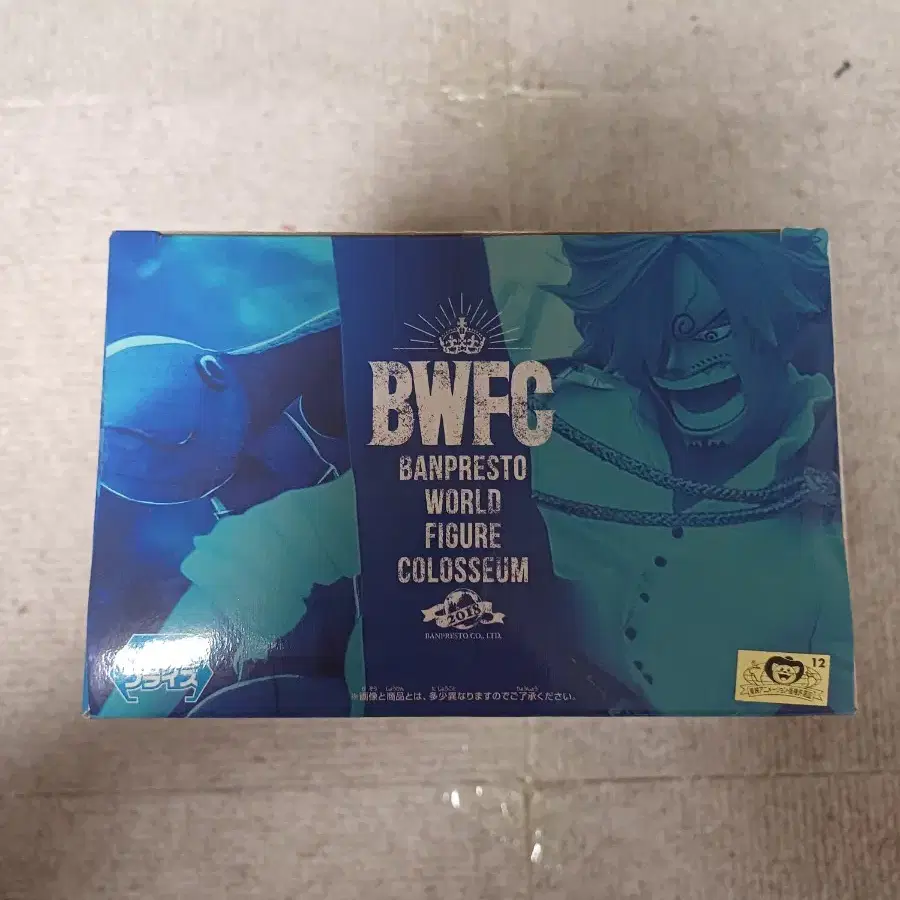 BWFC
BANPRESTO
WORLD
FIGURE
COLOSSEUM
2018
BANPRESTO CO., LTD.
プライズ
※画像と商品とは、多少異なりますのでご了承ください。
12